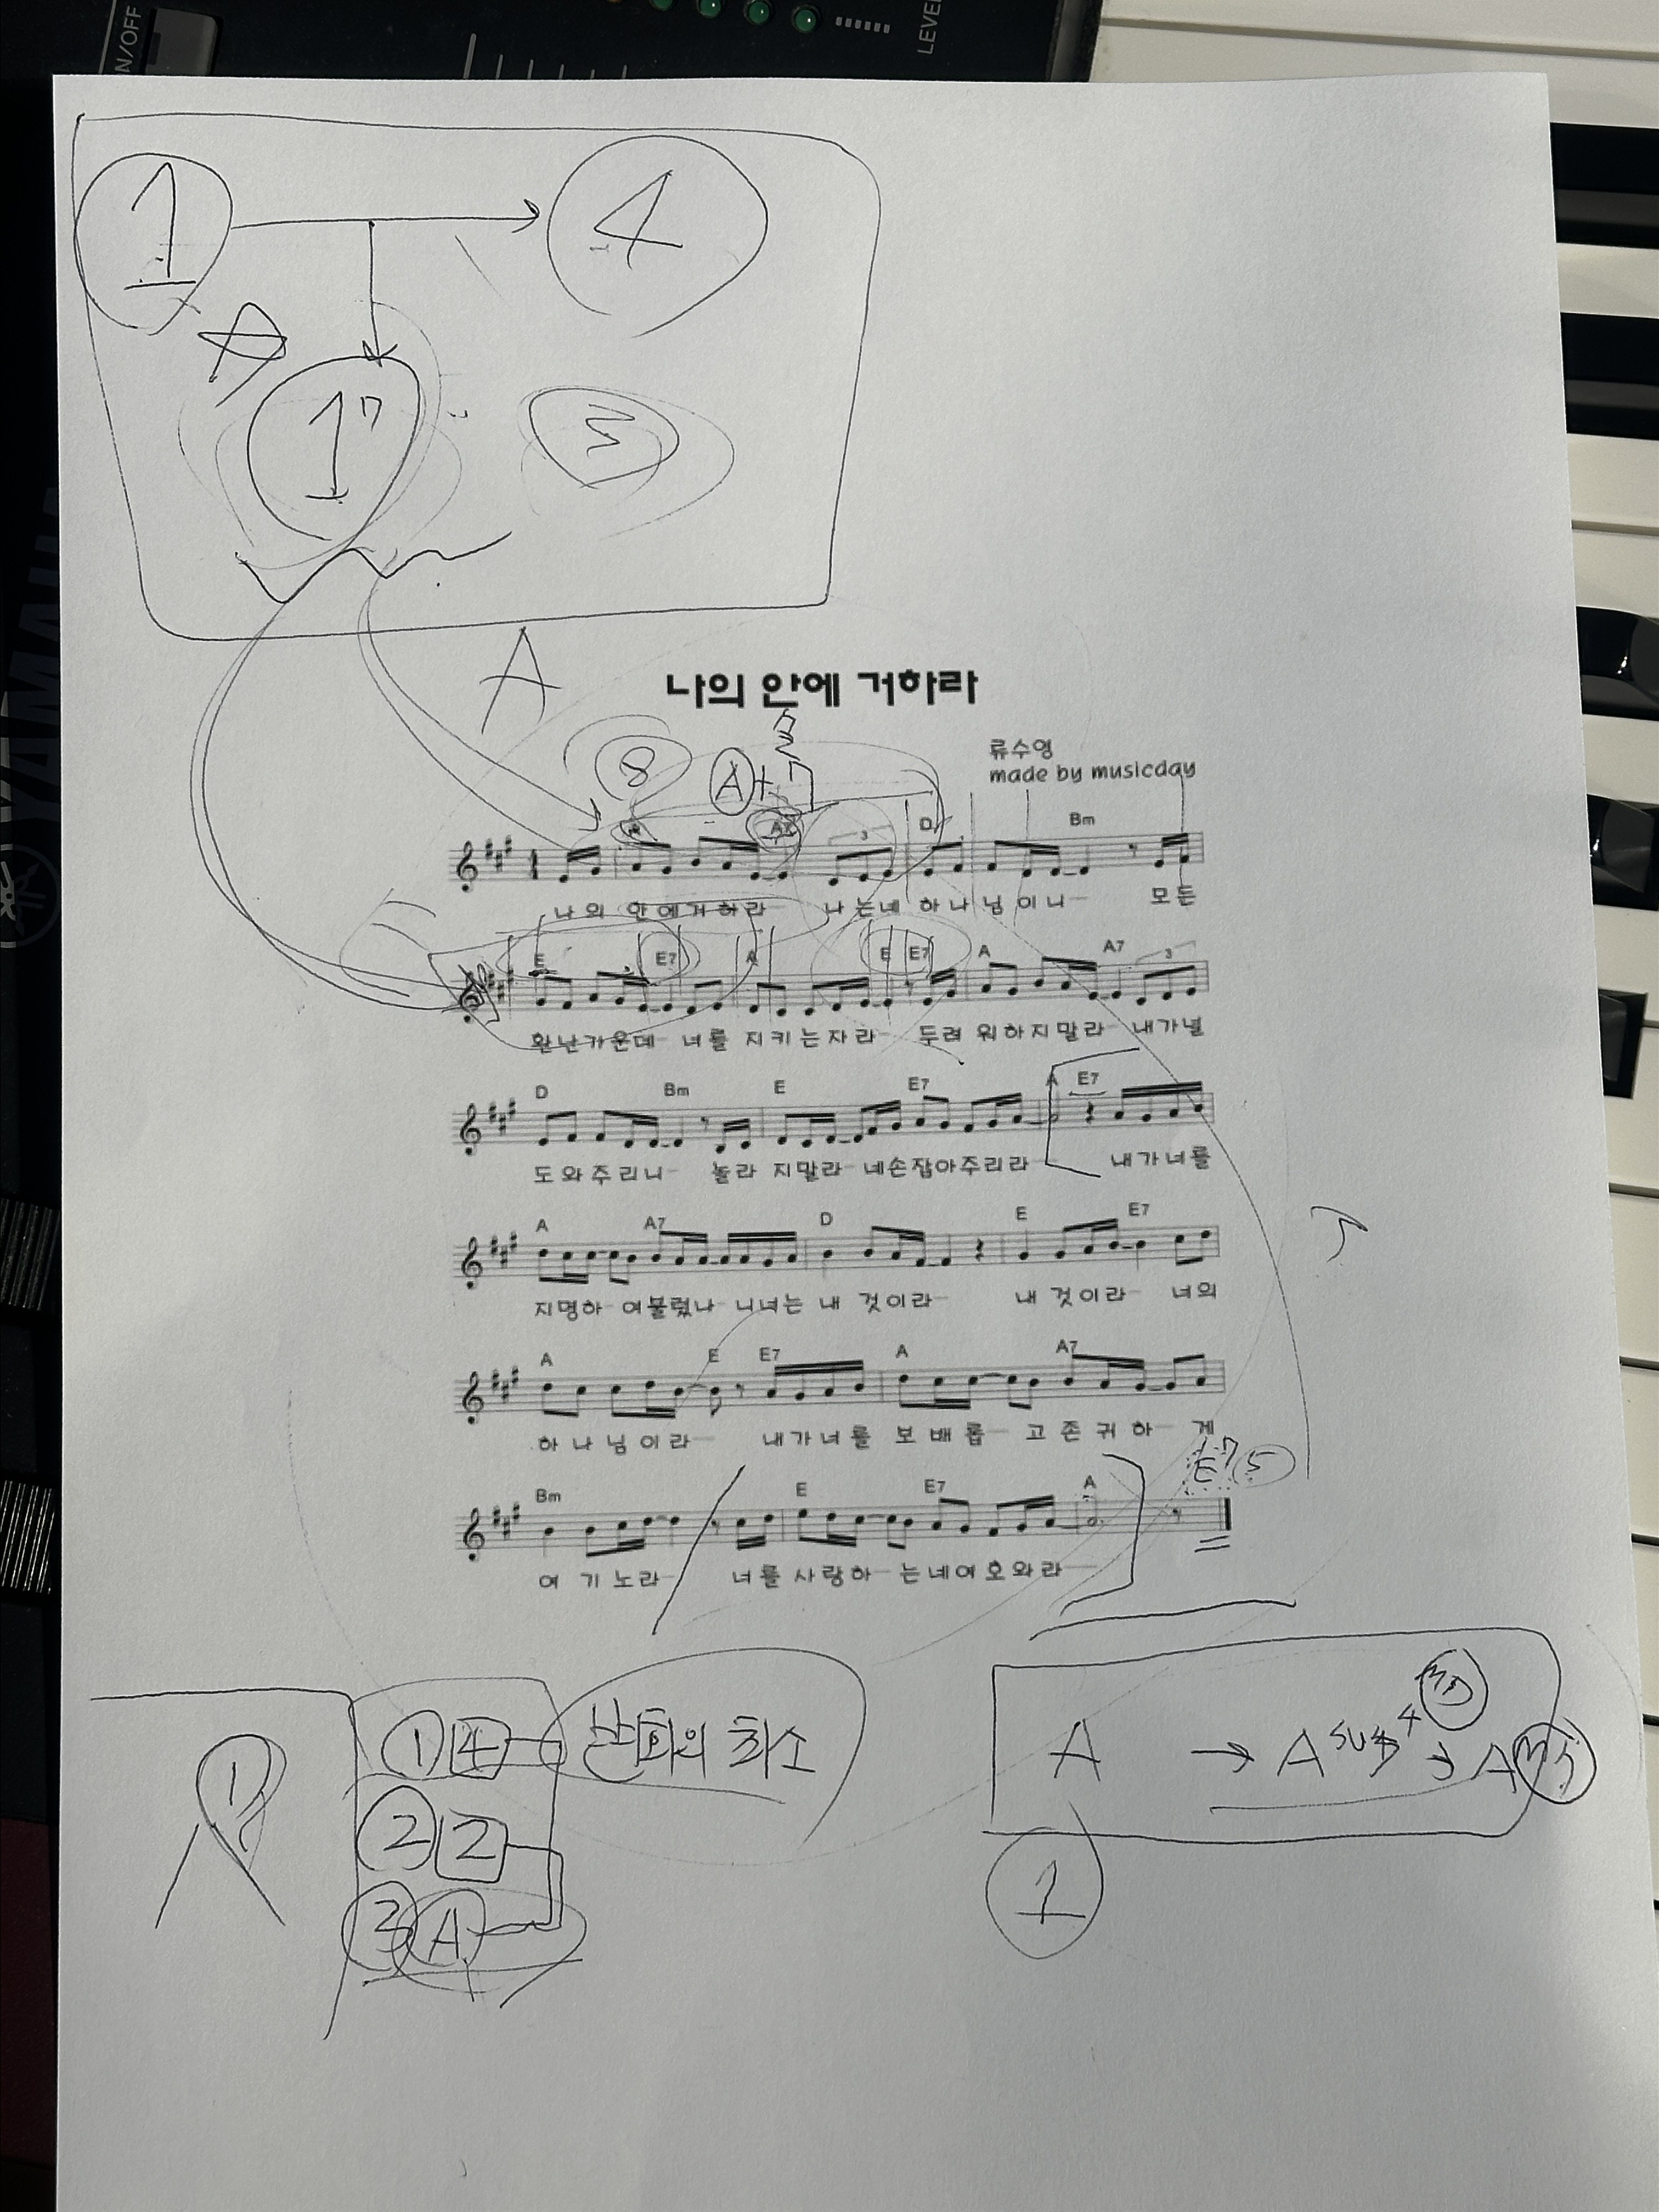 N/OFF
LEVEL
YAMAHA
1 4
1⁷
A
나의 안에 거하라
류수영
made by musicday
8 A+7
A A7 3 D Bm
나의 안에거하라 나는네 하나님이니 모든
E E7 A E E7 A A7 3
환난가운데 너를 지키는자라 두려워하지말라 내가널
D Bm E E7 A E7
도와주리니 놀라지말라 네손잡아주리라 내가너를
A A7 D E E7
지명하여불렀나니너는 내 것이라 내 것이라 너의
A E E7 A A7
하나님이라 내가너를 보배롭고존귀하게
E⁷ 5
Bm E E7 A
여기노라 너를 사랑하는네여호와라
1 4
2 2
3 A
A → A sus4 → A
1